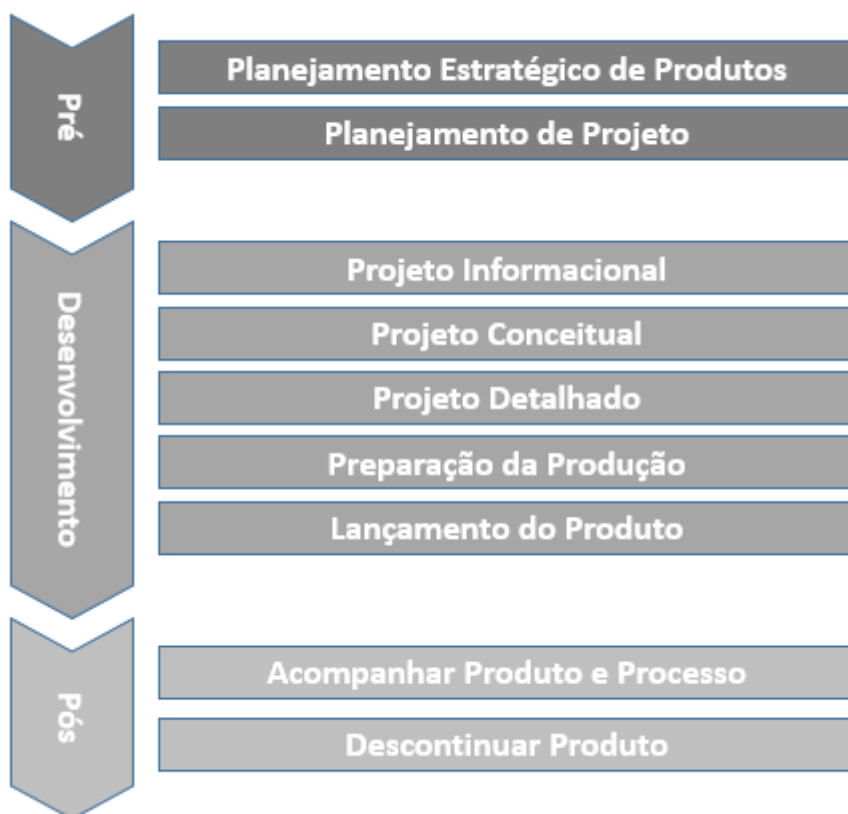 Pré
Planejamento Estratégico de Produtos
Planejamento de Projeto
Desenvolvimento
Projeto Informacional
Projeto Conceitual
Projeto Detalhado
Preparação da Produção
Lançamento do Produto
Pós
Acompanhar Produto e Processo
Descontinuar Produto